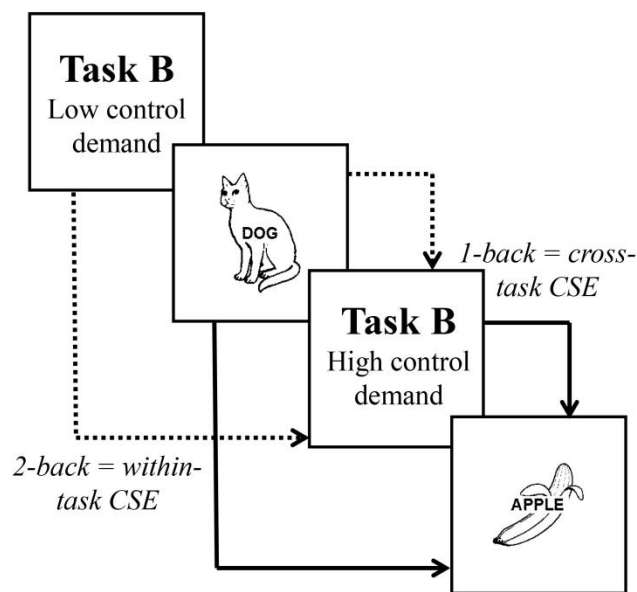 Task B
Low control
demand
DOG
1-back = cross-
task CSE
Task B
High control
demand
2-back = within-
task CSE
APPLE